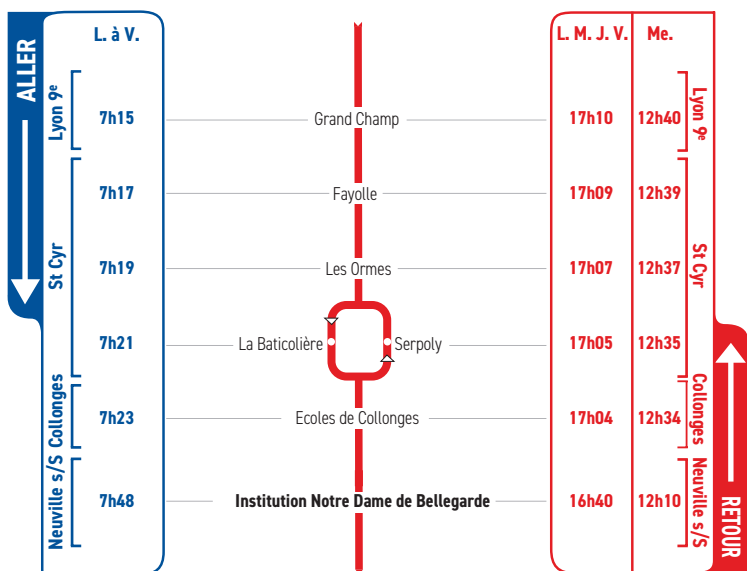 ALLER
L. à V.
L. M. J. V.
Me.
Lyon 9e
7h15
Grand Champ
17h10
12h40
Lyon 9e
St Cyr
7h17
Fayolle
17h09
12h39
St Cyr
7h19
Les Ormes
17h07
12h37
7h21
La Baticolière
Serpoly
17h05
12h35
Collonges
7h23
Ecoles de Collonges
17h04
12h34
Collonges
Neuville s/S
7h48
Institution Notre Dame de Bellegarde
16h40
12h10
Neuville s/S
RETOUR